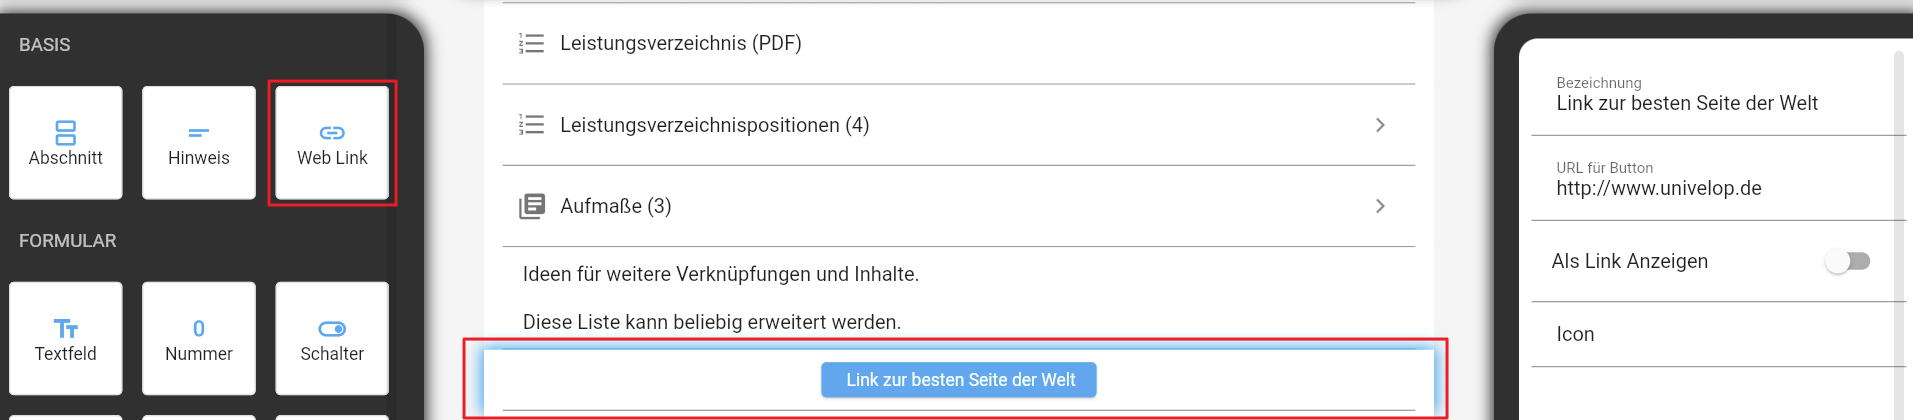 BASIS
Abschnitt
Hinweis
Web Link
FORMULAR
Textfeld
0
Nummer
Schalter
Leistungsverzeichnis (PDF)
Leistungsverzeichnispositionen (4)
Aufmaße (3)
Ideen für weitere Verknüpfungen und Inhalte.
Diese Liste kann beliebig erweitert werden.
Link zur besten Seite der Welt
Bezeichnung
Link zur besten Seite der Welt
URL für Button
http://www.univelop.de
Als Link Anzeigen
Icon